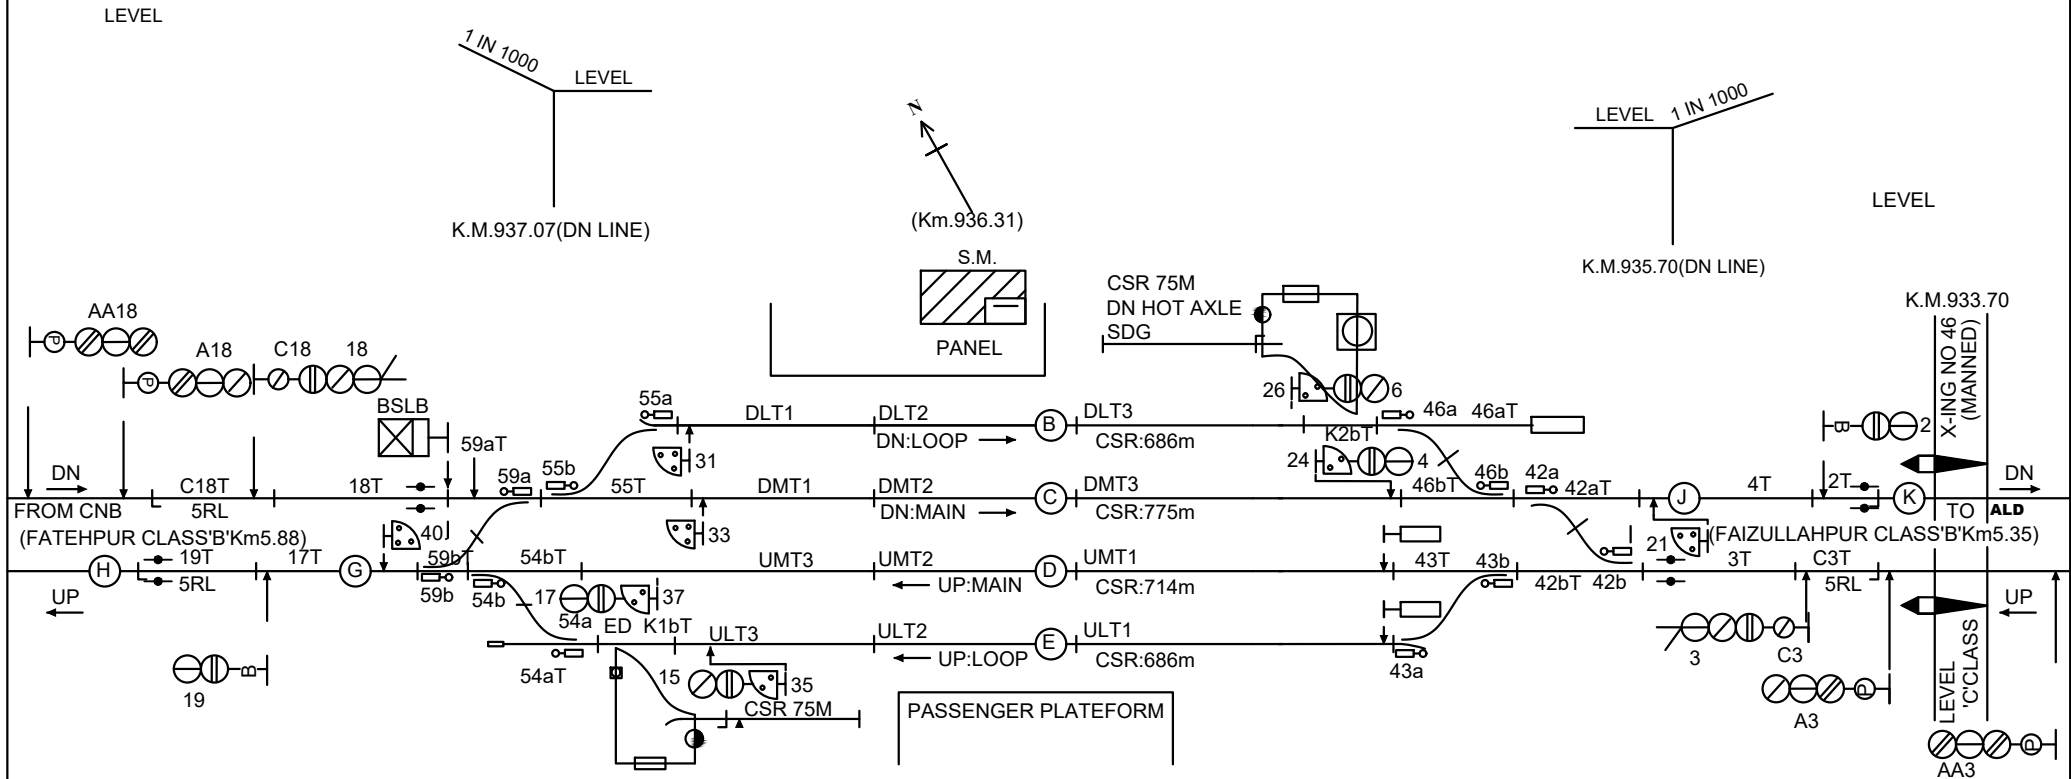 LEVEL
1 IN 1000
LEVEL
K.M.937.07(DN LINE)
N
(Km.936.31)
S.M.
PANEL
LEVEL
1 IN 1000
K.M.935.70(DN LINE)
LEVEL
K.M.933.70
X-ING NO 46
(MANNED)
LEVEL
'C'CLASS
CSR 75M
DN HOT AXLE
SDG
AA18
P
A18
P
C18
18
BSLB
59aT
55a
DLT1
DLT2
B
DLT3
DN:LOOP
CSR:686m
26
6
46a
46aT
K2bT
B
2
31
24
4
DN
C18T
18T
59a
55b
55T
DMT1
DMT2
C
DMT3
46bT
46b
42a
42aT
J
4T
2T
K
DN
FROM CNB
5RL
DN:MAIN
CSR:775m
TO
ALD
(FATEHPUR CLASS'B'Km5.88)
40
33
21
(FAIZULLAHPUR CLASS'B'Km5.35)
H
19T
17T
G
59bT
54bT
UMT3
UMT2
D
UMT1
43T
43b
42bT
42b
3T
C3T
5RL
UP
59b
54b
UP:MAIN
CSR:714m
5RL
UP
17
37
54a
ED
K1bT
ULT3
ULT2
E
ULT1
UP:LOOP
CSR:686m
43a
3
C3
19
B
54aT
15
35
CSR 75M
PASSENGER PLATEFORM
A3
P
AA3
P